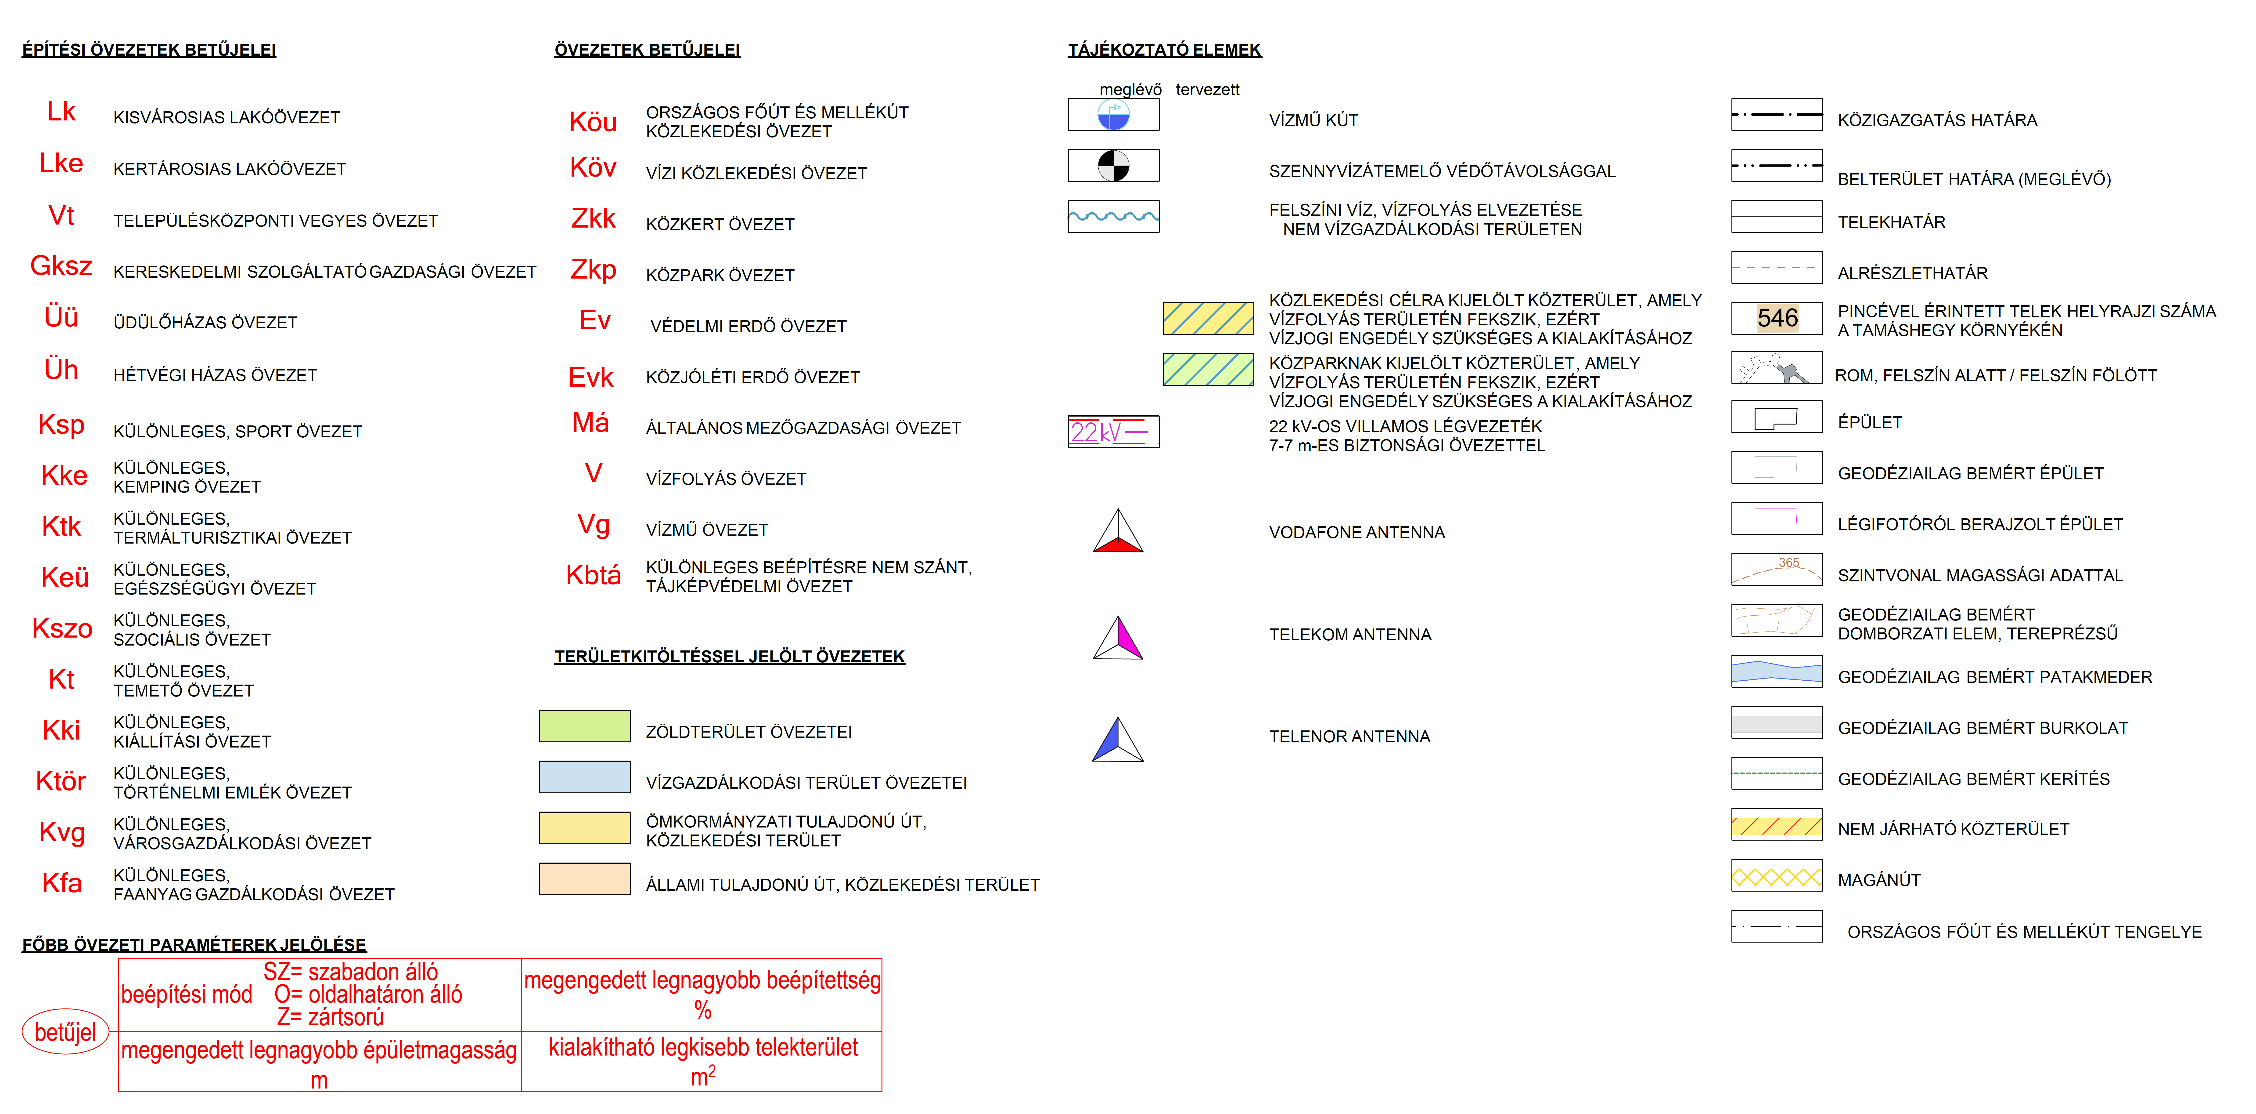 ÉPÍTÉSI ÖVEZETEK BETŰJELEI
Lk KISVÁROSIAS LAKÓÖVEZET
Lke KERTÁROSIAS LAKÓÖVEZET
Vt TELEPÜLÉSKÖZPONTI VEGYES ÖVEZET
Gksz KERESKEDELMI SZOLGÁLTATÓ GAZDASÁGI ÖVEZET
Üü ÜDÜLŐHÁZAS ÖVEZET
Üh HÉTVÉGI HÁZAS ÖVEZET
Ksp KÜLÖNLEGES, SPORT ÖVEZET
Kke KÜLÖNLEGES,
KEMPING ÖVEZET
Ktk KÜLÖNLEGES,
TERMÁLTURISZTIKAI ÖVEZET
Keü KÜLÖNLEGES,
EGÉSZSÉGÜGYI ÖVEZET
Kszo KÜLÖNLEGES,
SZOCIÁLIS ÖVEZET
Kt KÜLÖNLEGES,
TEMETŐ ÖVEZET
Kki KÜLÖNLEGES,
KIÁLLÍTÁSI ÖVEZET
Ktör KÜLÖNLEGES,
TÖRTÉNELMI EMLÉK ÖVEZET
Kvg KÜLÖNLEGES,
VÁROSGAZDÁLKODÁSI ÖVEZET
Kfa KÜLÖNLEGES,
FAANYAG GAZDÁLKODÁSI ÖVEZET
FŐBB ÖVEZETI PARAMÉTEREK JELÖLÉSE
betűjel
SZ= szabadon álló
beépítési mód O= oldalhatáron álló
Z= zártsorú
megengedett legnagyobb beépítettség
%
megengedett legnagyobb épületmagasság
m
kialakítható legkisebb telekterület
m²
ÖVEZETEK BETŰJELEI
Köu ORSZÁGOS FŐÚT ÉS MELLÉKÚT
KÖZLEKEDÉSI ÖVEZET
Köv VÍZI KÖZLEKEDÉSI ÖVEZET
Zkk KÖZKERT ÖVEZET
Zkp KÖZPARK ÖVEZET
Ev VÉDELMI ERDŐ ÖVEZET
Evk KÖZJÓLÉTI ERDŐ ÖVEZET
Má ÁLTALÁNOS MEZŐGAZDASÁGI ÖVEZET
V VÍZFOLYÁS ÖVEZET
Vg VÍZMŰ ÖVEZET
Kbtá KÜLÖNLEGES BEÉPÍTÉSRE NEM SZÁNT,
TÁJKÉPVÉDELMI ÖVEZET
TERÜLETKITÖLTÉSSEL JELÖLT ÖVEZETEK
ZÖLDTERÜLET ÖVEZETEI
VÍZGAZDÁLKODÁSI TERÜLET ÖVEZETEI
ÖMKORMÁNYZATI TULAJDONÚ ÚT,
KÖZLEKEDÉSI TERÜLET
ÁLLAMI TULAJDONÚ ÚT, KÖZLEKEDÉSI TERÜLET
TÁJÉKOZTATÓ ELEMEK
meglévő tervezett
VÍZMŰ KÚT
SZENNYVÍZÁTEMELŐ VÉDŐTÁVOLSÁGGAL
FELSZÍNI VÍZ, VÍZFOLYÁS ELVEZETÉSE
NEM VÍZGAZDÁLKODÁSI TERÜLETEN
KÖZLEKEDÉSI CÉLRA KIJELÖLT KÖZTERÜLET, AMELY
VÍZFOLYÁS TERÜLETÉN FEKSZIK, EZÉRT
VÍZJOGI ENGEDÉLY SZÜKSÉGES A KIALAKÍTÁSÁHOZ
KÖZPARKNAK KIJELÖLT KÖZTERÜLET, AMELY
VÍZFOLYÁS TERÜLETÉN FEKSZIK, EZÉRT
VÍZJOGI ENGEDÉLY SZÜKSÉGES A KIALAKÍTÁSÁHOZ
22kV 22 kV-OS VILLAMOS LÉGVEZETÉK
7-7 m-ES BIZTONSÁGI ÖVEZETTEL
VODAFONE ANTENNA
TELEKOM ANTENNA
TELENOR ANTENNA
KÖZIGAZGATÁS HATÁRA
BELTERÜLET HATÁRA (MEGLÉVŐ)
TELEKHATÁR
ALRÉSZLETHATÁR
546 PINCÉVEL ÉRINTETT TELEK HELYRAJZI SZÁMA
A TAMÁSHEGY KÖRNYÉKÉN
ROM, FELSZÍN ALATT / FELSZÍN FÖLÖTT
ÉPÜLET
GEODÉZIAILAG BEMÉRT ÉPÜLET
LÉGIFOTÓRÓL BERAJZOLT ÉPÜLET
365 SZINTVONAL MAGASSÁGI ADATTAL
GEODÉZIAILAG BEMÉRT
DOMBORZATI ELEM, TEREPRÉZSŰ
GEODÉZIAILAG BEMÉRT PATAKMEDER
GEODÉZIAILAG BEMÉRT BURKOLAT
GEODÉZIAILAG BEMÉRT KERÍTÉS
NEM JÁRHATÓ KÖZTERÜLET
MAGÁNÚT
ORSZÁGOS FŐÚT ÉS MELLÉKÚT TENGELYE